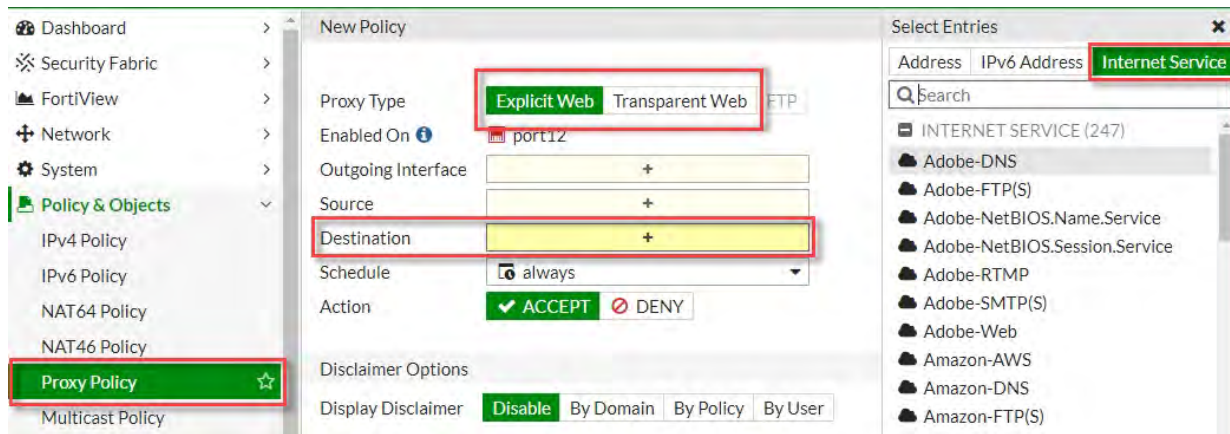 Dashboard
Security Fabric
FortiView
Network
System
Policy & Objects
IPv4 Policy
IPv6 Policy
NAT64 Policy
NAT46 Policy
Proxy Policy
Multicast Policy
New Policy
Proxy Type Explicit Web Transparent Web FTP
Enabled On port12
Outgoing Interface +
Source +
Destination +
Schedule always
Action ACCEPT DENY
Disclaimer Options
Display Disclaimer Disable By Domain By Policy By User
Select Entries
Address IPv6 Address Internet Service
Search
INTERNET SERVICE (247)
Adobe-DNS
Adobe-FTP(S)
Adobe-NetBIOS.Name.Service
Adobe-NetBIOS.Session.Service
Adobe-RTMP
Adobe-SMTP(S)
Adobe-Web
Amazon-AWS
Amazon-DNS
Amazon-FTP(S)